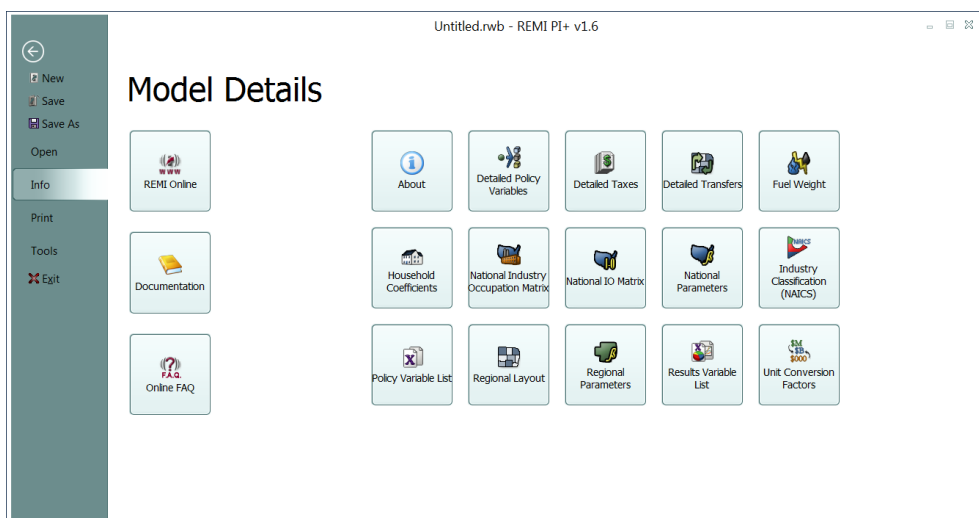 Untitled.rwb - REMI PI+ v1.6
New
Save
Save As
Open
Info
Print
Tools
Exit
Model Details
WWW
REMI Online
About
Detailed Policy
Variables
Detailed Taxes
Detailed Transfers
Fuel Weight
Documentation
Household
Coefficients
National Industry
Occupation Matrix
I-O
National IO Matrix
β
National
Parameters
NAICS
Industry
Classification
(NAICS)
?
F.A.Q.
Online FAQ
X
Policy Variable List
Regional Layout
β
Regional
Parameters
X
Results Variable
List
$M
$B
$000
Unit Conversion
Factors